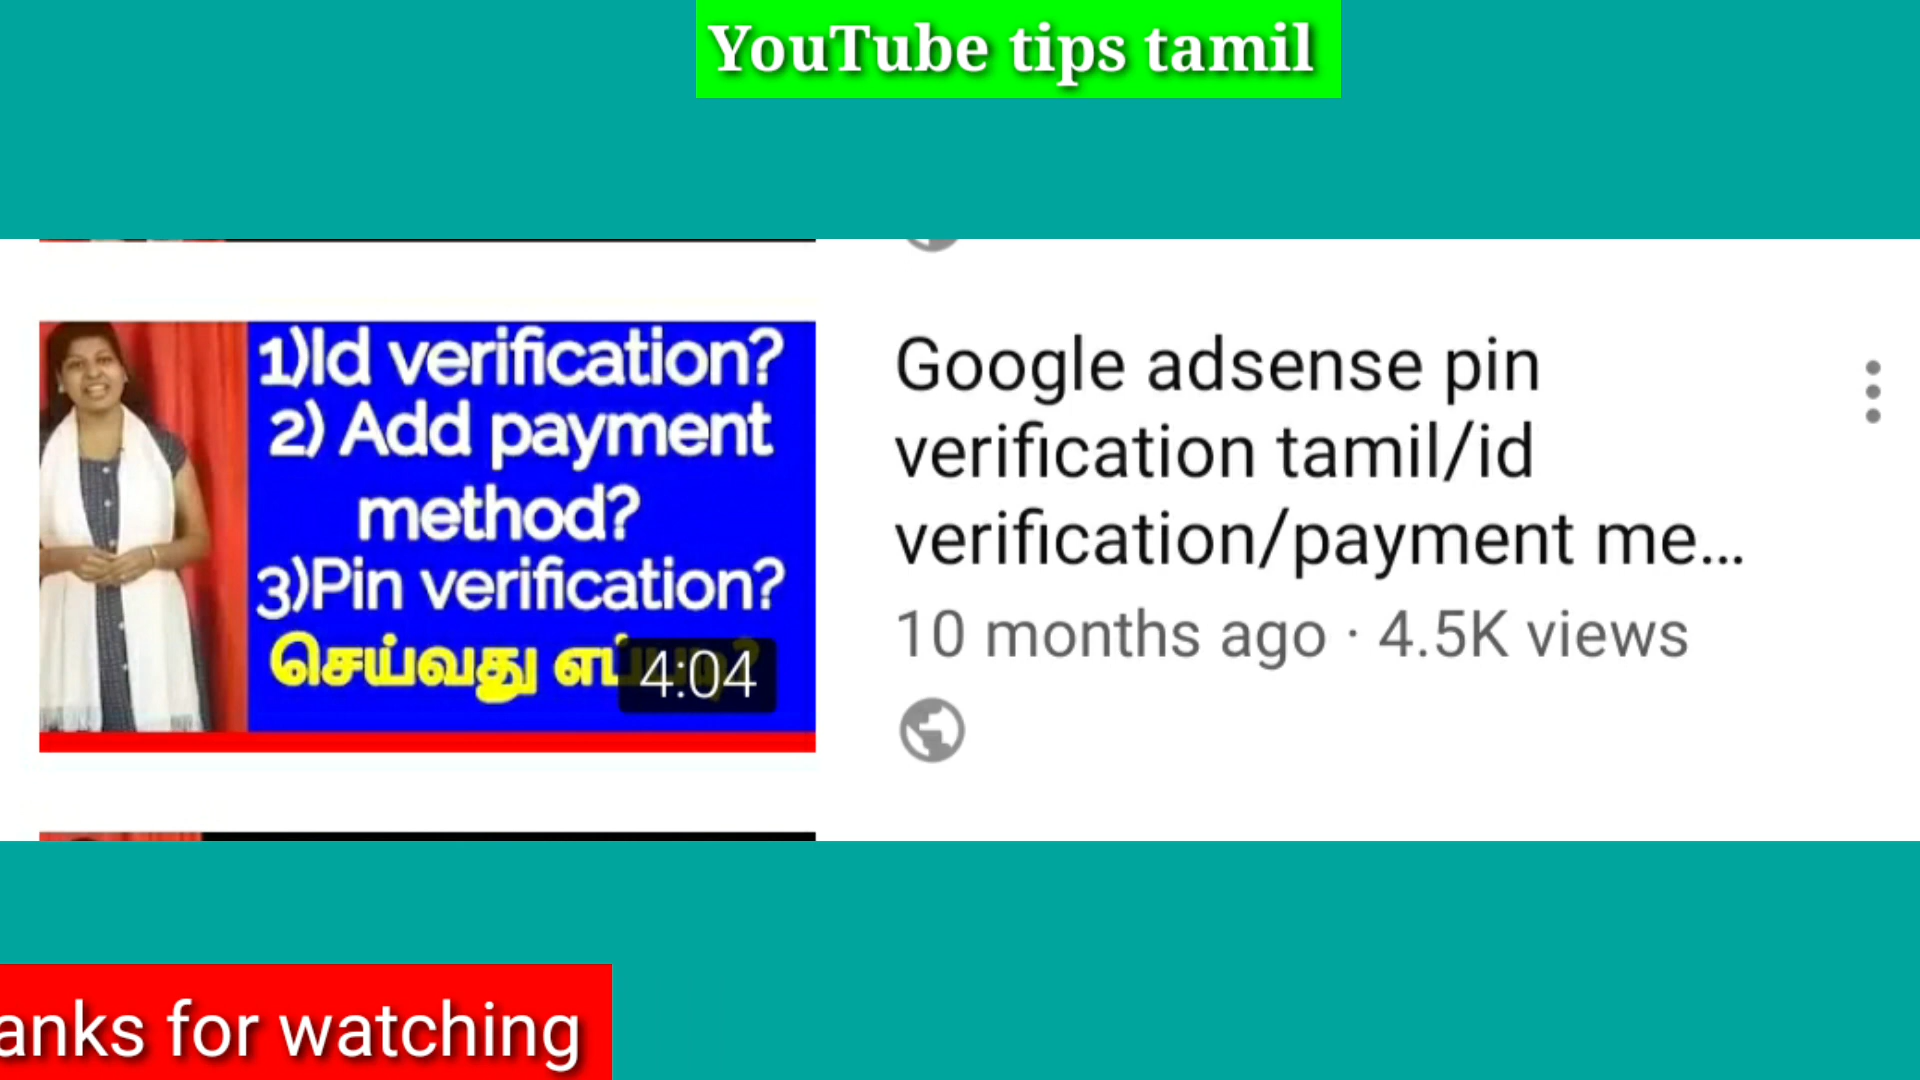 YouTube tips tamil
1)Id verification?
2) Add payment
method?
3)Pin verification?
செய்வது
4:04
Google adsense pin
verification tamil/id
verification/payment me...
10 months ago · 4.5K views
anks for watching